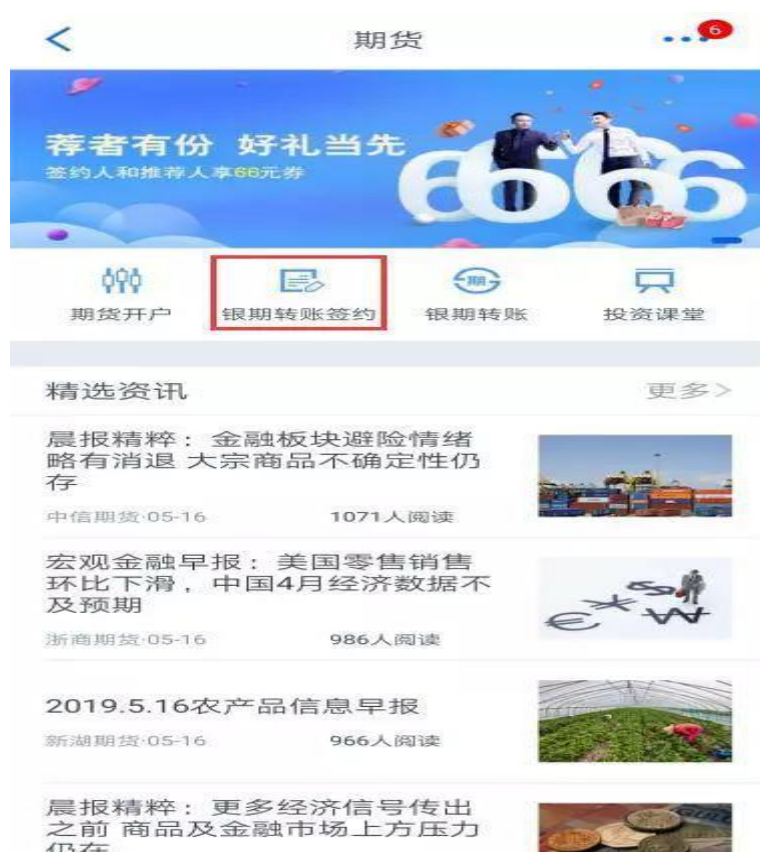 期货
6
荐者有份 好礼当先
签约人和推荐人享66元券
6666
期
期货开户
银期转账签约
银期转账
投资课堂
精选资讯
更多>
晨报精粹：金融板块避险情绪
略有消退 大宗商品不确定性仍
存
中信期货·05-16
1071人阅读
宏观金融早报：美国零售销售
环比下滑，中国4月经济数据不
及预期
浙商期货·05-16
986人阅读
2019.5.16农产品信息早报
新湖期货·05-16
966人阅读
晨报精粹：更多经济信号传出
之前 商品及金融市场上方压力
仍在